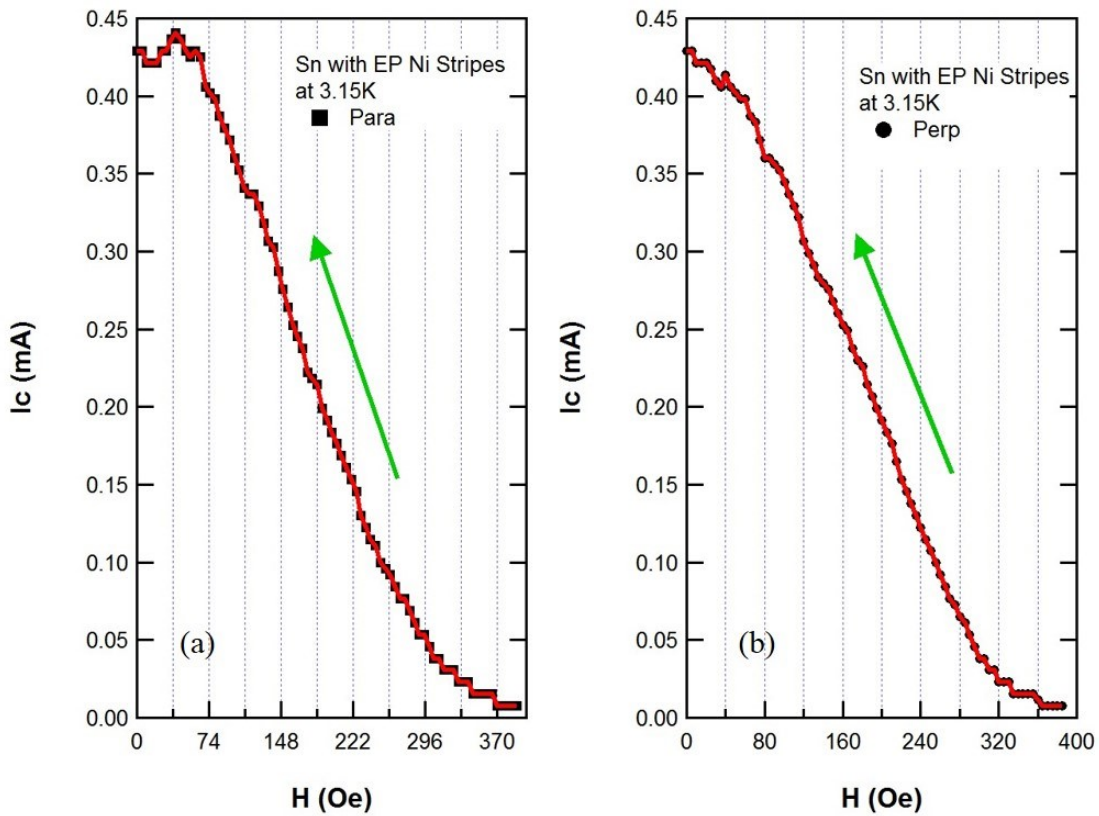 0.45
0.40
0.35
0.30
0.25
0.20
0.15
0.10
0.05
0.00
Ic (mA)
Sn with EP Ni Stripes
at 3.15K
Para
(a)
0 74 148 222 296 370
H (Oe)
0.45
0.40
0.35
0.30
0.25
0.20
0.15
0.10
0.05
0.00
Ic (mA)
Sn with EP Ni Stripes
at 3.15K
Perp
(b)
0 80 160 240 320 400
H (Oe)